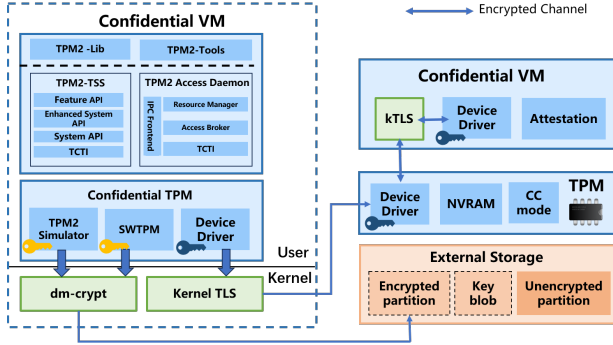 Encrypted Channel
Confidential VM
TPM2 -Lib
TPM2-Tools
TPM2-TSS
Feature API
Enhanced System
API
System API
TCTI
TPM2 Access Daemon
IPC Frontend
Resource Manager
Access Broker
TCTI
Confidential TPM
TPM2
Simulator
SWTPM
Device
Driver
User
Kernel
dm-crypt
Kernel TLS
Confidential VM
kTLS
Device
Driver
Attestation
Device
Driver
NVRAM
CC
mode
TPM
External Storage
Encrypted
partition
Key
blob
Unencrypted
partition